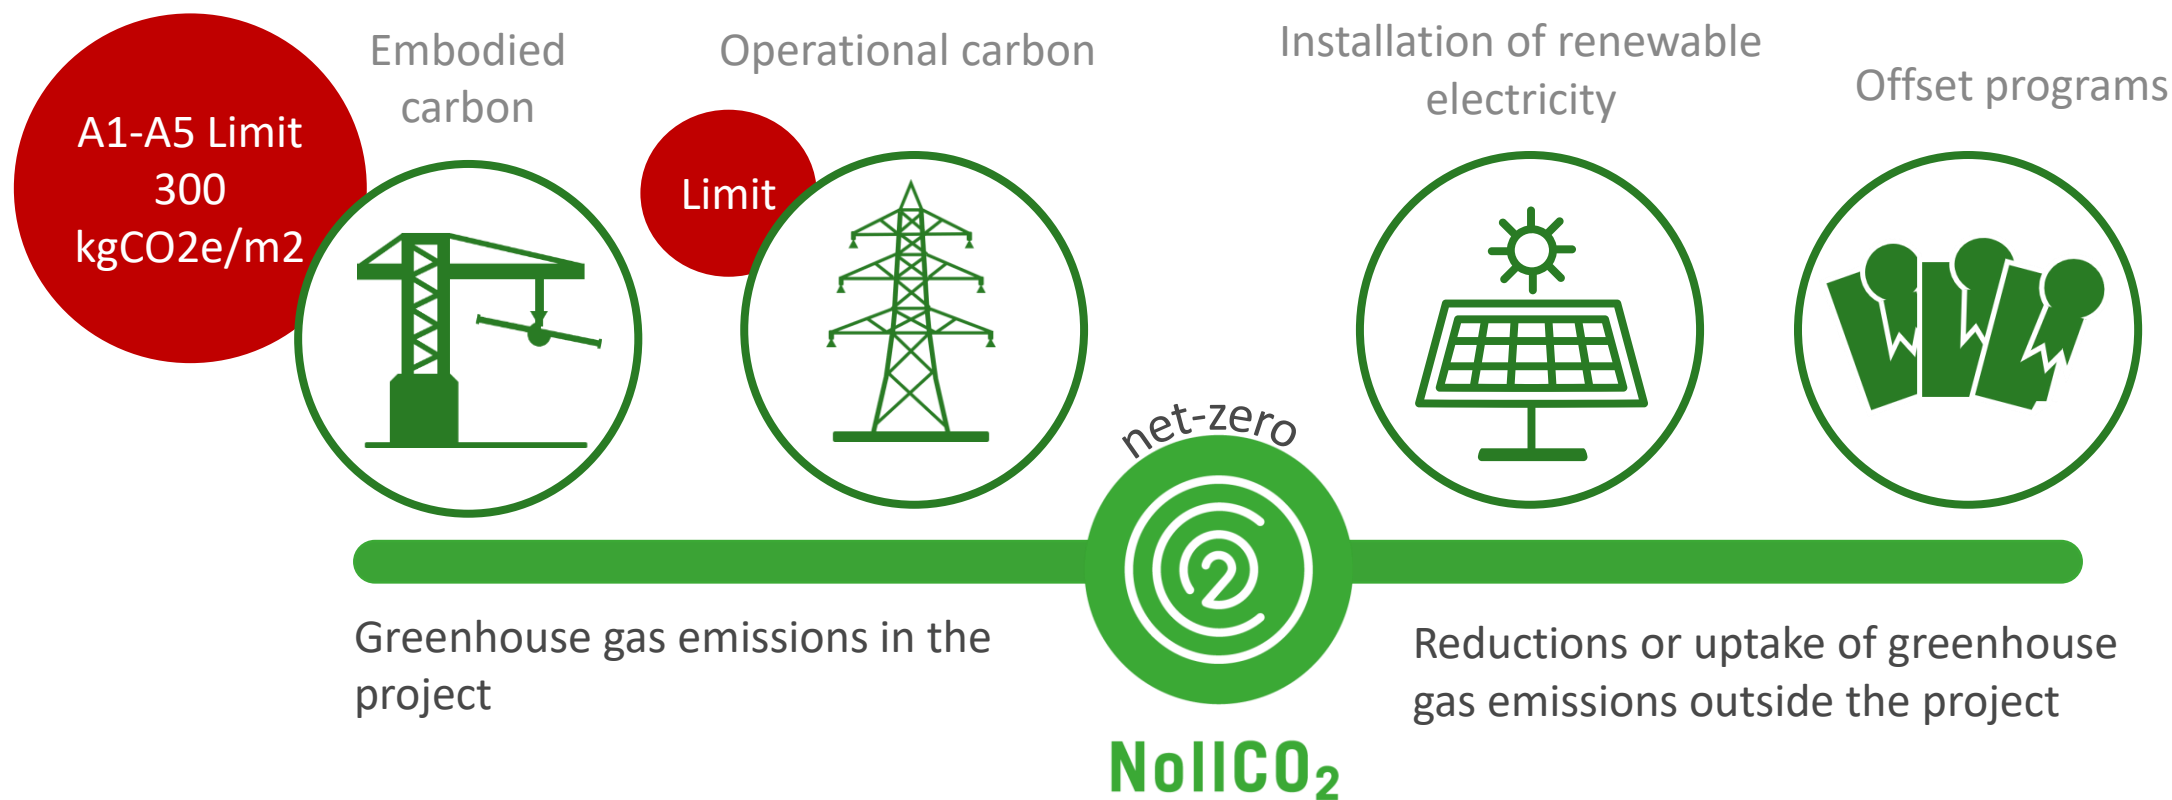 Embodied
carbon
Operational carbon
Installation of renewable
electricity
Offset programs
A1-A5 Limit
300
kgCO2e/m2
Limit
net-zero
Greenhouse gas emissions in the
project
Reductions or uptake of greenhouse
gas emissions outside the project
NollCO₂